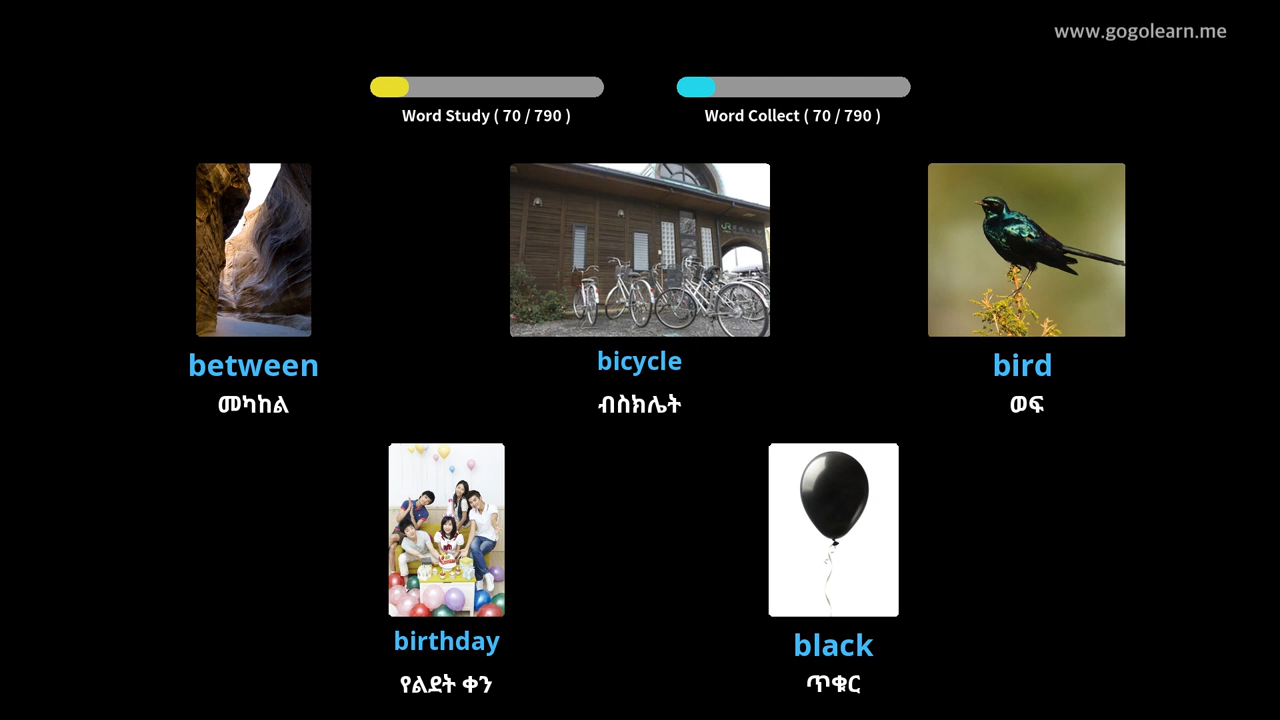 www.gogolearn.me
Word Study ( 70 / 790 )
Word Collect ( 70 / 790 )
between
መካከል
bicycle
ብስክሌት
bird
ወፍ
birthday
የልደት ቀን
black
ጥቁር